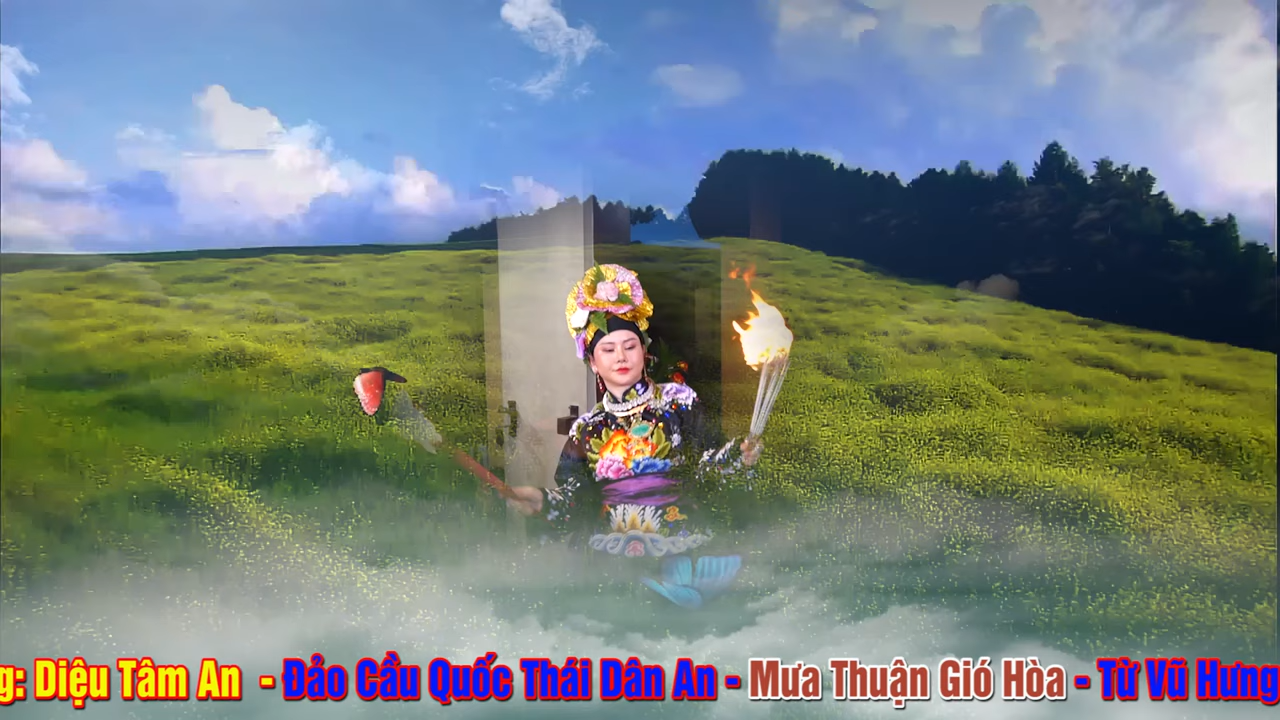 g: Diệu Tâm An - Đảo Cầu Quốc Thái Dân An - Mưa Thuận Gió Hòa - Từ Vũ Hưng